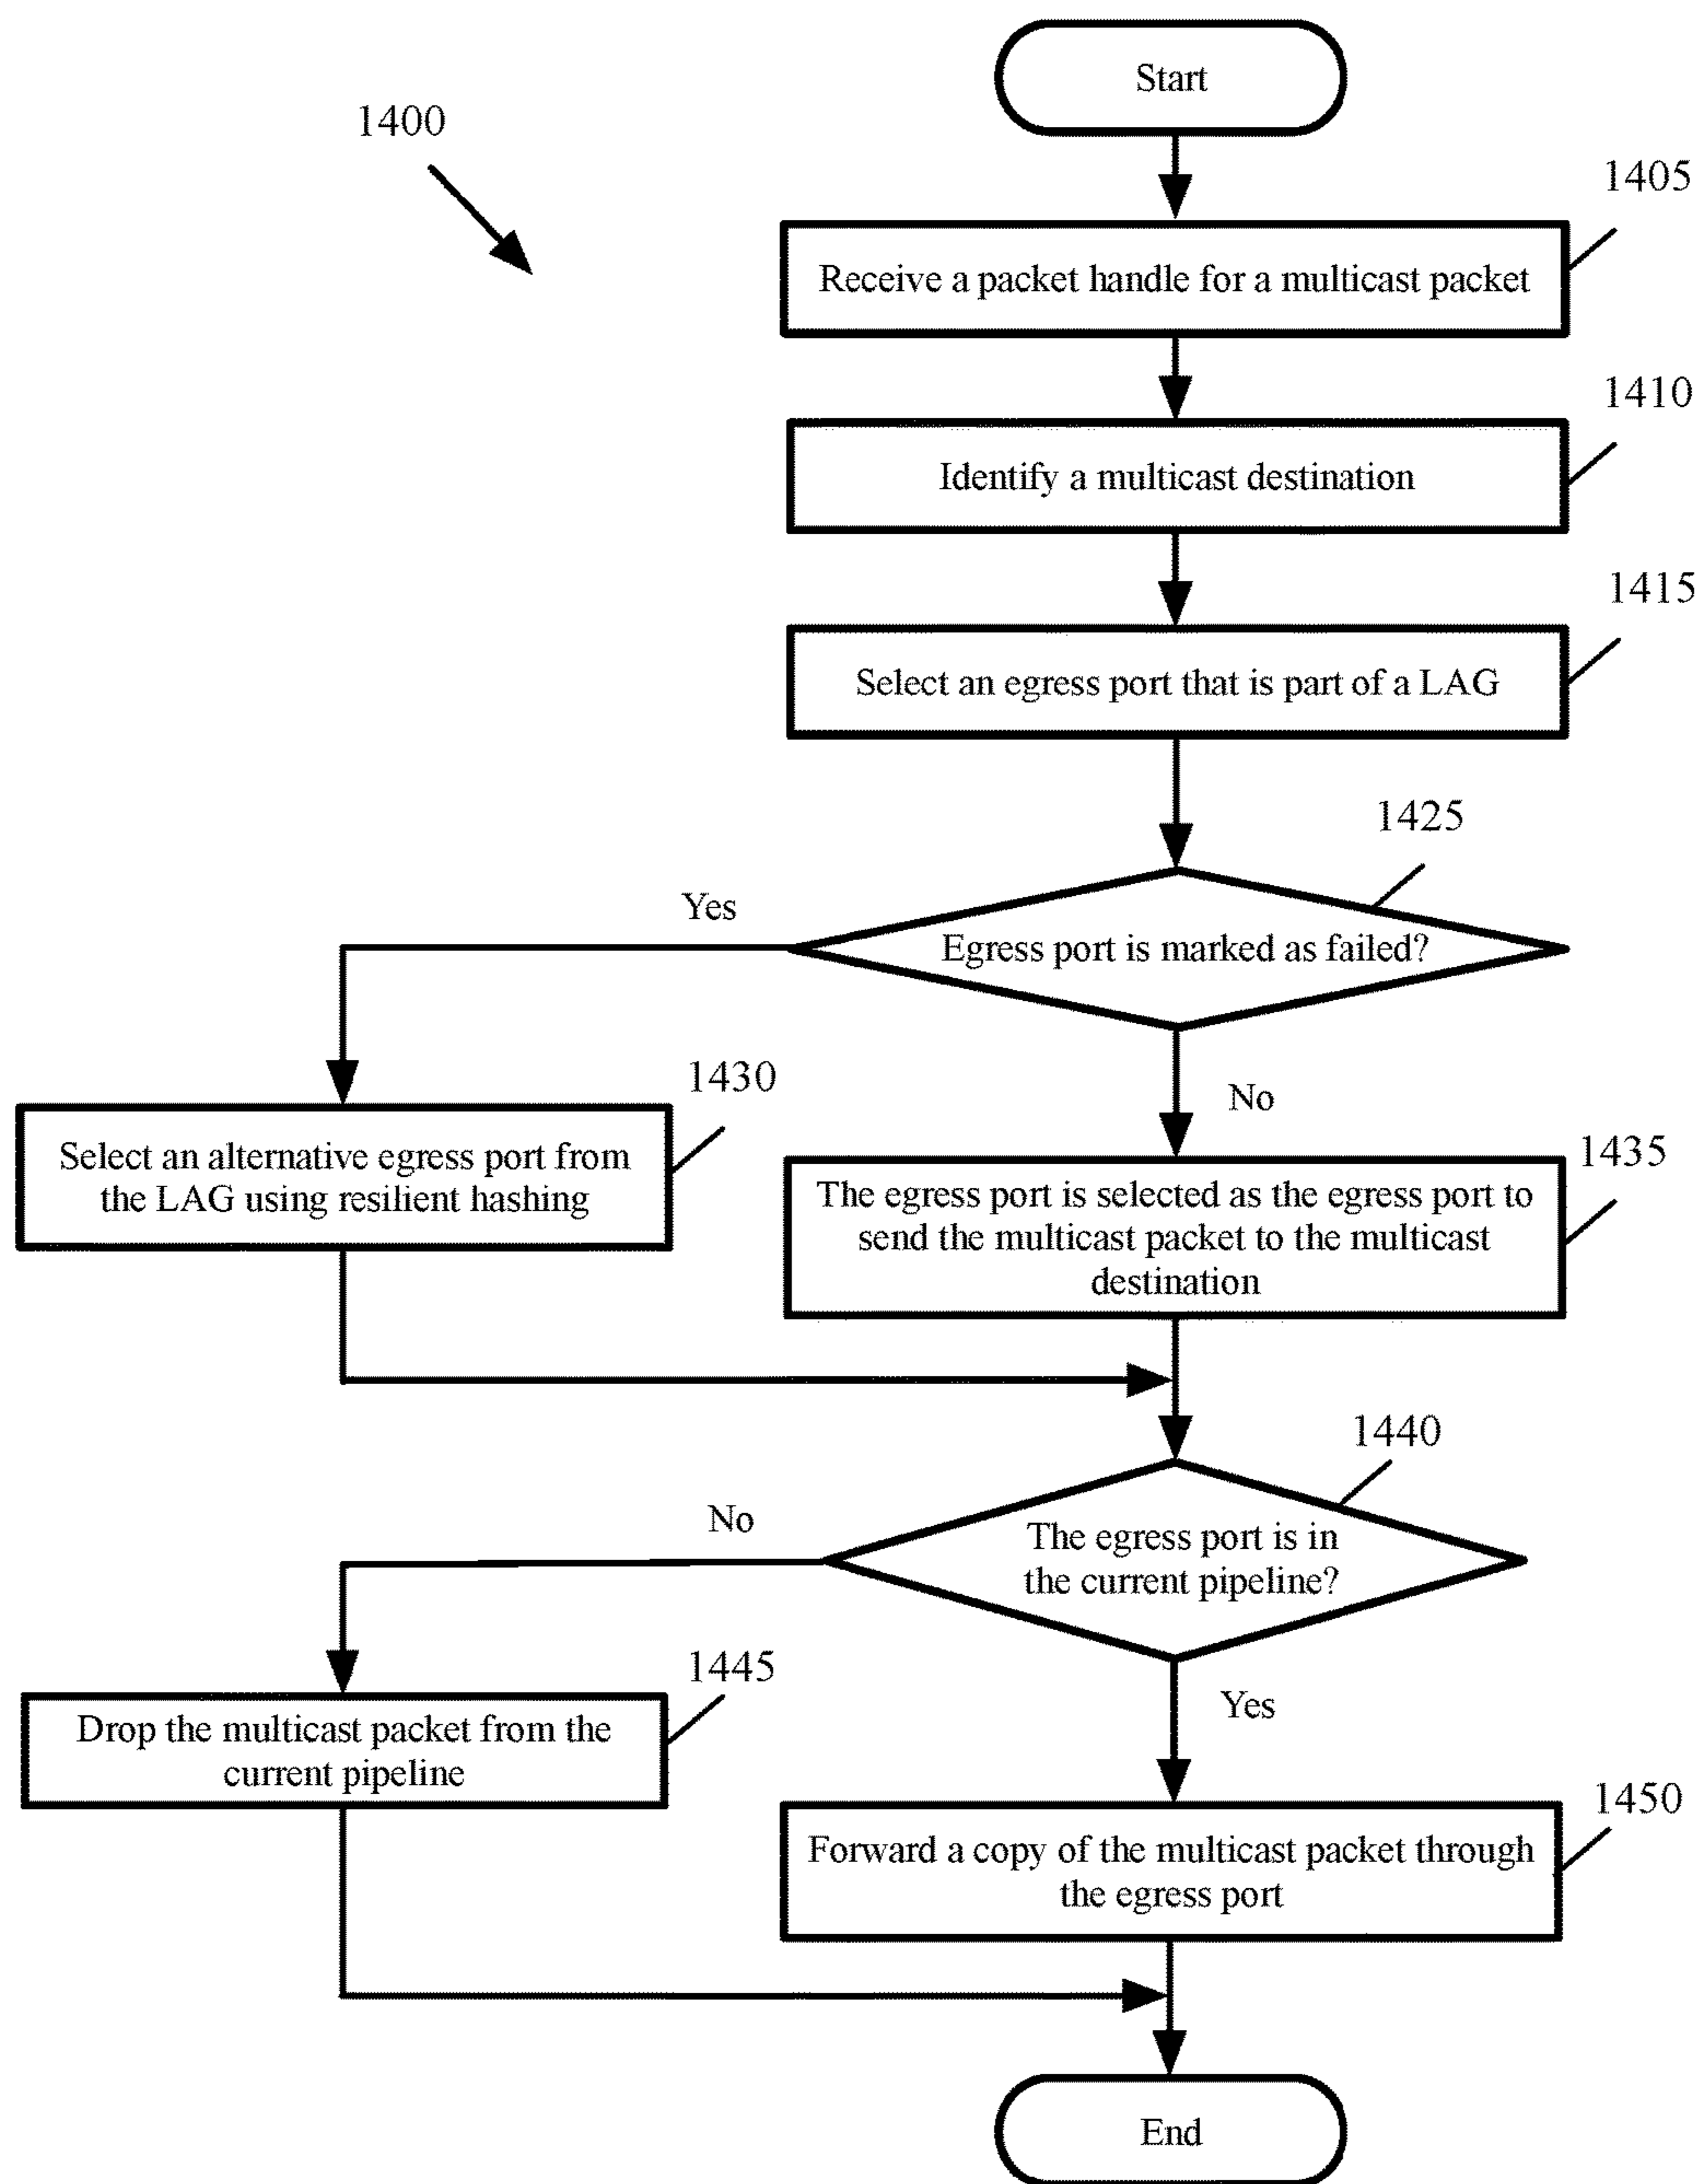 Start
1400
1405
Receive a packet handle for a multicast packet
1410
Identify a multicast destination
1415
Select an egress port that is part of a LAG
1425
Yes
Egress port is marked as failed?
1430
No
Select an alternative egress port from
the LAG using resilient hashing
1435
The egress port is selected as the egress port to
send the multicast packet to the multicast
destination
1440
No
The egress port is in
the current pipeline?
1445
Yes
Drop the multicast packet from the
current pipeline
1450
Forward a copy of the multicast packet through
the egress port
End